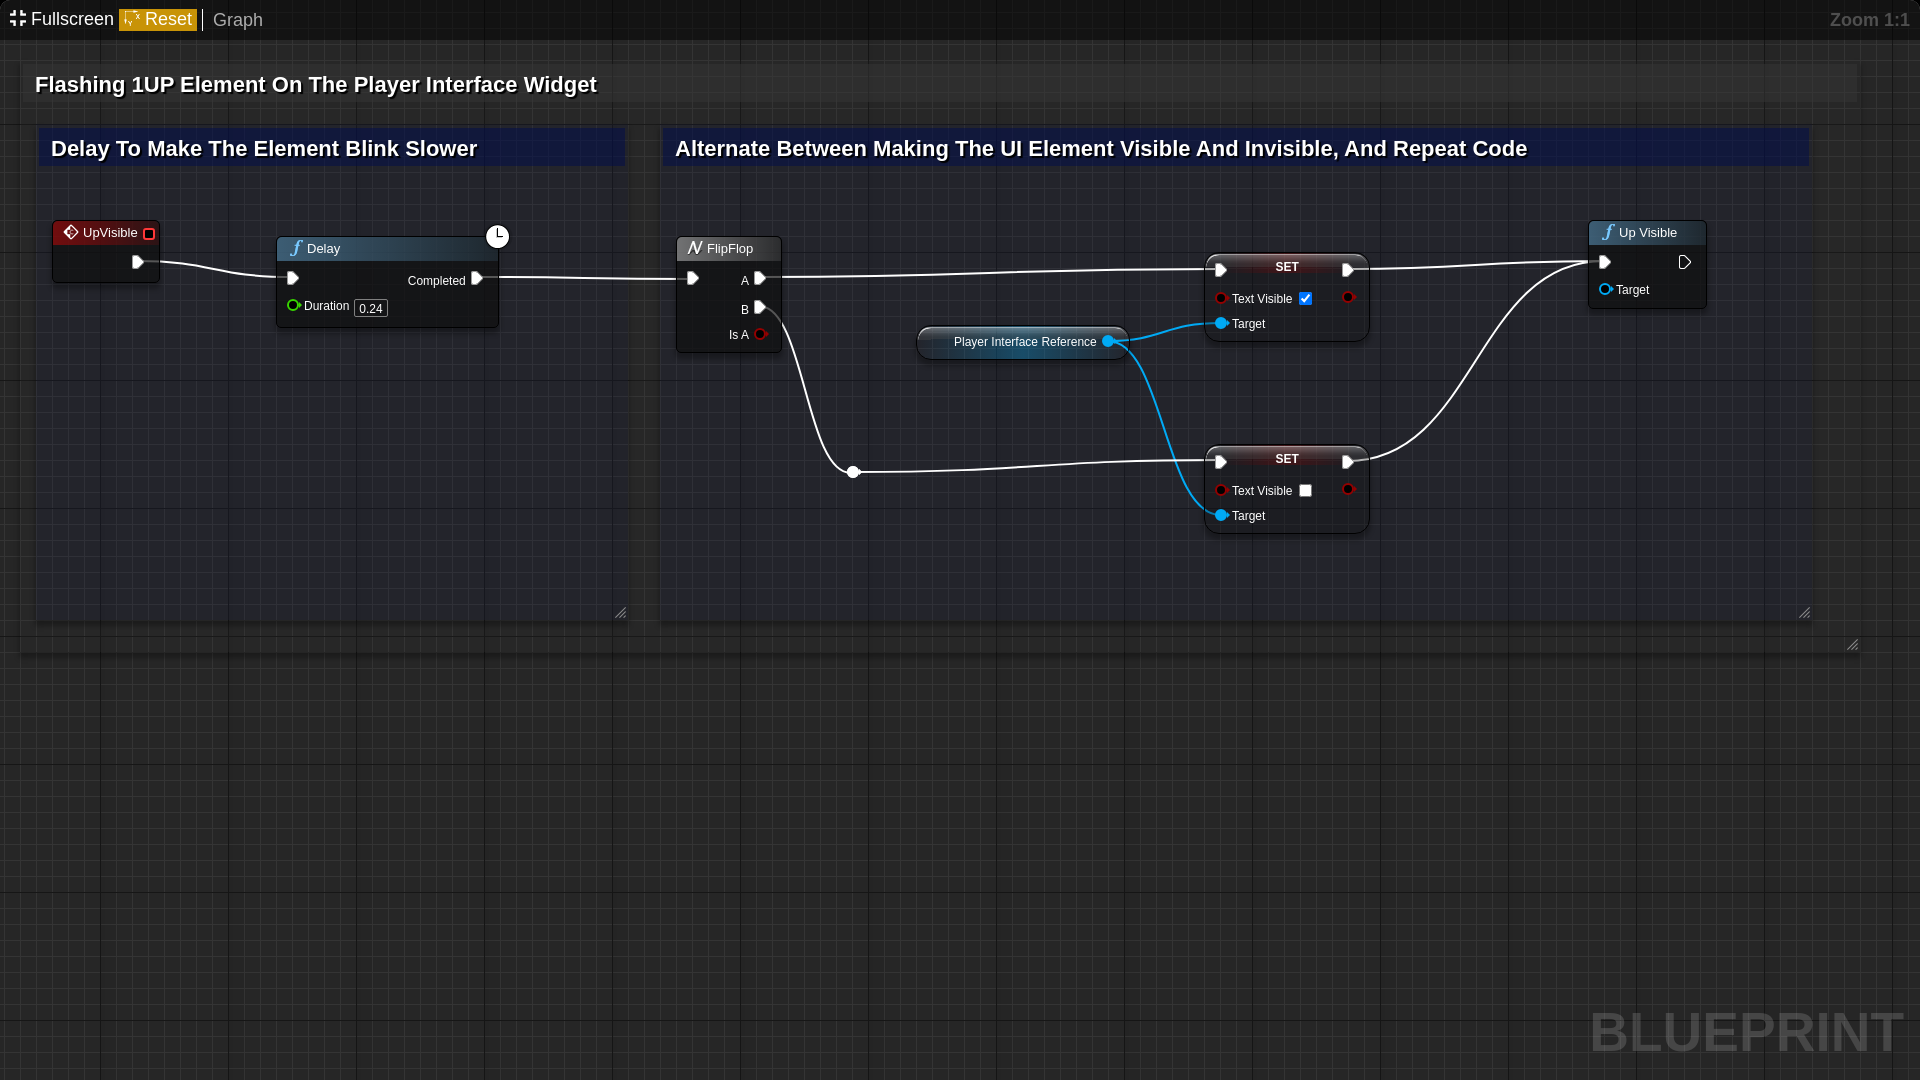 Fullscreen Reset Graph Zoom 1:1
Flashing 1UP Element On The Player Interface Widget
Delay To Make The Element Blink Slower
Alternate Between Making The UI Element Visible And Invisible, And Repeat Code
UpVisible
Delay
Completed
Duration 0.24
FlipFlop
A
B
Is A
Player Interface Reference
SET
Text Visible
Target
SET
Text Visible
Target
Up Visible
Target
BLUEPRINT